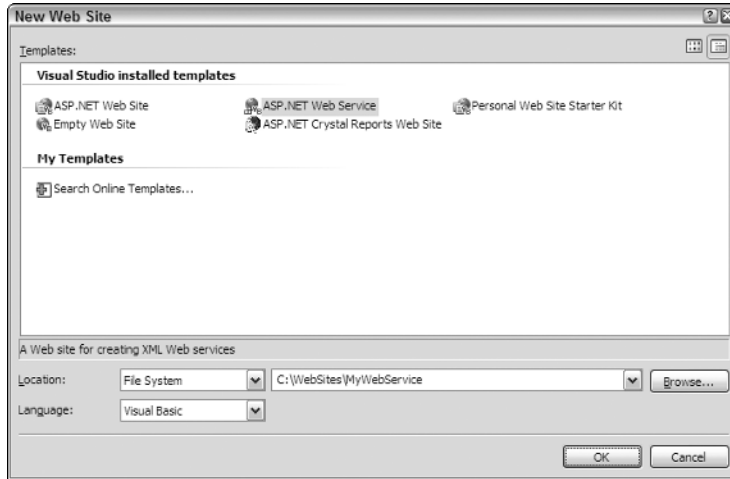 New Web Site
Templates:
Visual Studio installed templates
ASP.NET Web Site ASP.NET Web Service Personal Web Site Starter Kit
Empty Web Site ASP.NET Crystal Reports Web Site
My Templates
Search Online Templates...
A Web site for creating XML Web services
Location: File System C:\WebSites\MyWebService Browse...
Language: Visual Basic
OK Cancel